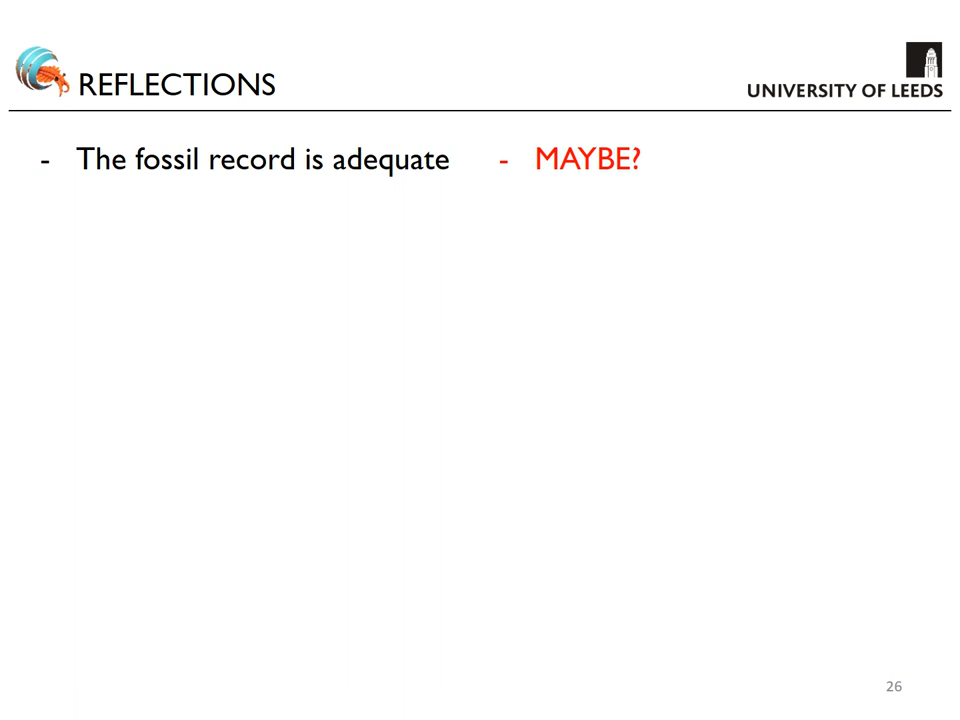 REFLECTIONS
UNIVERSITY OF LEEDS
- The fossil record is adequate - MAYBE?
26